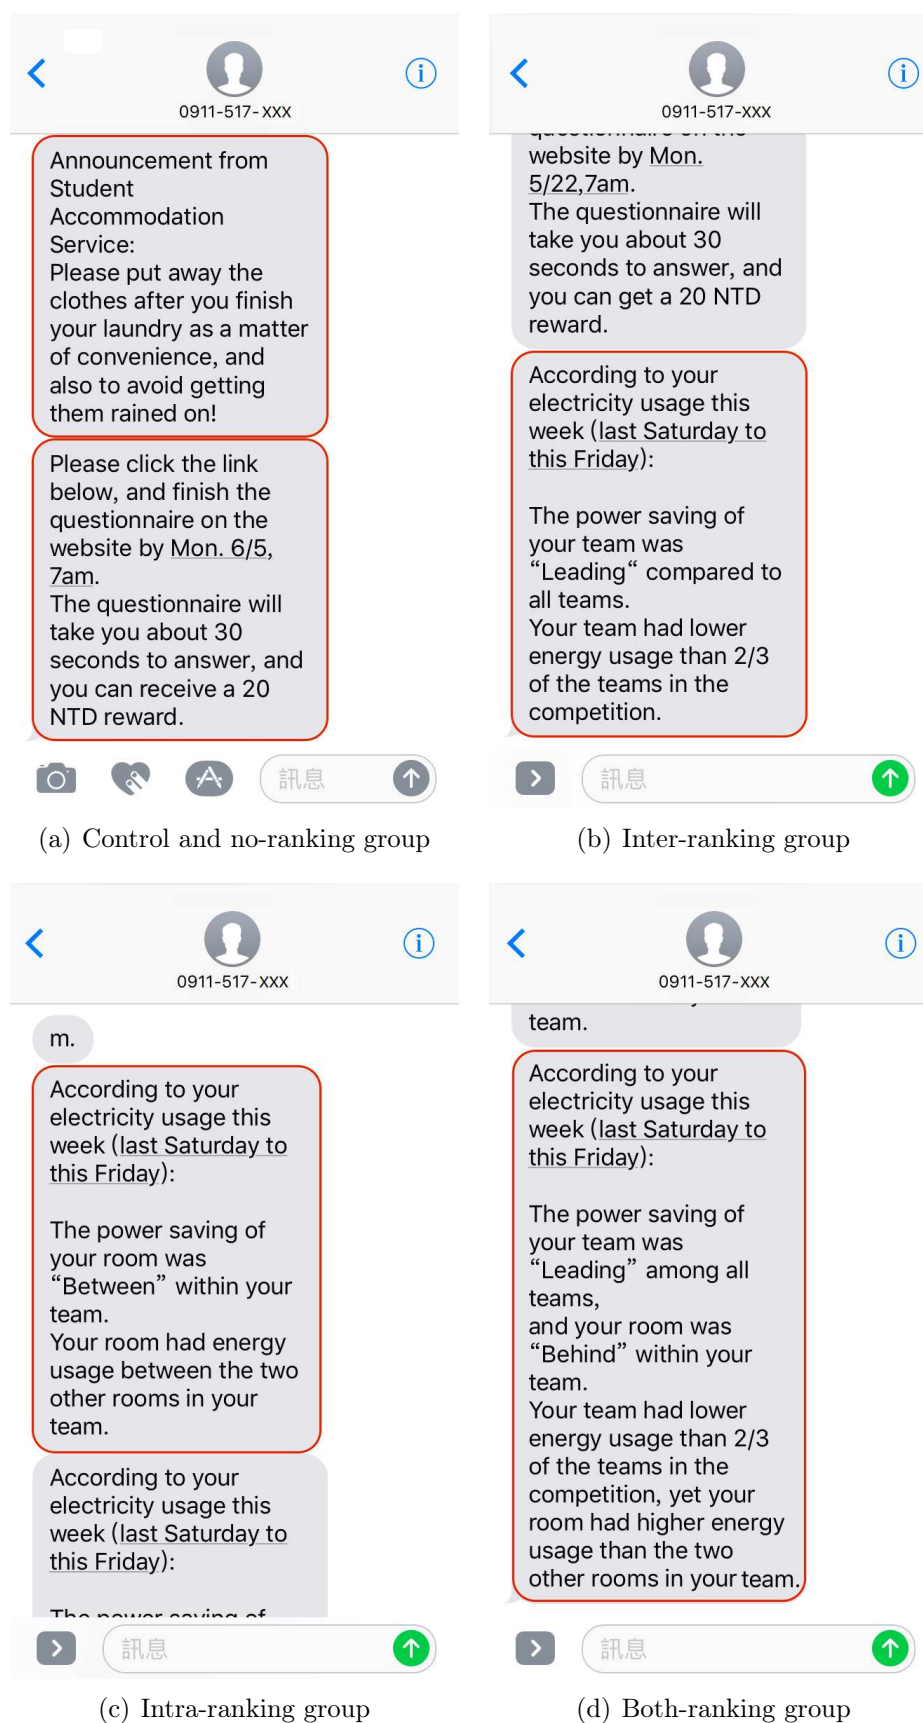 0911-517-XXX
Announcement from
Student
Accommodation
Service:
Please put away the
clothes after you finish
your laundry as a matter
of convenience, and
also to avoid getting
them rained on!
Please click the link
below, and finish the
questionnaire on the
website by Mon. 6/5,
7am.
The questionnaire will
take you about 30
seconds to answer, and
you can receive a 20
NTD reward.
訊息
(a) Control and no-ranking group
0911-517-XXX
questionnaire on the
website by Mon.
5/22,7am.
The questionnaire will
take you about 30
seconds to answer, and
you can get a 20 NTD
reward.
According to your
electricity usage this
week (last Saturday to
this Friday):
The power saving of
your team was
“Leading“ compared to
all teams.
Your team had lower
energy usage than 2/3
of the teams in the
competition.
訊息
(b) Inter-ranking group
0911-517-XXX
m.
According to your
electricity usage this
week (last Saturday to
this Friday):
The power saving of
your room was
“Between” within your
team.
Your room had energy
usage between the two
other rooms in your
team.
According to your
electricity usage this
week (last Saturday to
this Friday):
The power saving of
訊息
(c) Intra-ranking group
0911-517-XXX
team.
According to your
electricity usage this
week (last Saturday to
this Friday):
The power saving of
your team was
“Leading” among all
teams,
and your room was
“Behind” within your
team.
Your team had lower
energy usage than 2/3
of the teams in the
competition, yet your
room had higher energy
usage than the two
other rooms in your team.
訊息
(d) Both-ranking group